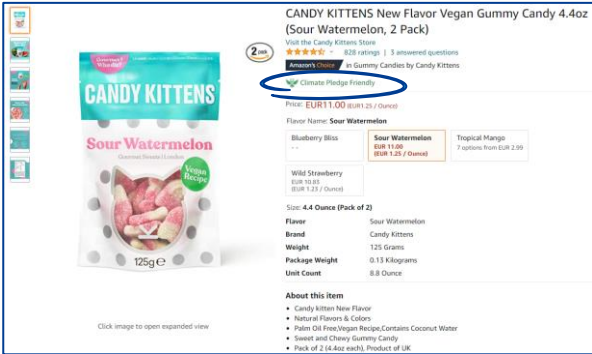 CANDY KITTENS New Flavor Vegan Gummy Candy 4.4oz
(Sour Watermelon, 2 Pack)
Visit the Candy Kittens Store
828 ratings | 3 answered questions
Amazon's Choice in Gummy Candies by Candy Kittens
Climate Pledge Friendly
Price: EUR11.00 (EUR1.25 / Ounce)
Flavor Name: Sour Watermelon
Blueberry Bliss
- -
Sour Watermelon
EUR 11.00
(EUR 1.25 / Ounce)
Tropical Mango
7 options from EUR 2.99
Wild Strawberry
EUR 10.85
(EUR 1.23 / Ounce)
Size: 4.4 Ounce (Pack of 2)
Flavor Sour Watermelon
Brand Candy Kittens
Weight 125 Grams
Package Weight 0.13 Kilograms
Unit Count 8.8 Ounce
About this item
• Candy kitten New Flavor
• Natural Flavors & Colors
• Palm Oil Free,Vegan Recipe,Contains Coconut Water
• Sweet and Chewy Gummy Candy
• Pack of 2 (4.4oz each), Product of UK
2 pack
Gourmet
CANDY KITTENS
Sour Watermelon
Gourmet Sweets | London
Vegan
Recipe
125g e
Click image to open expanded view